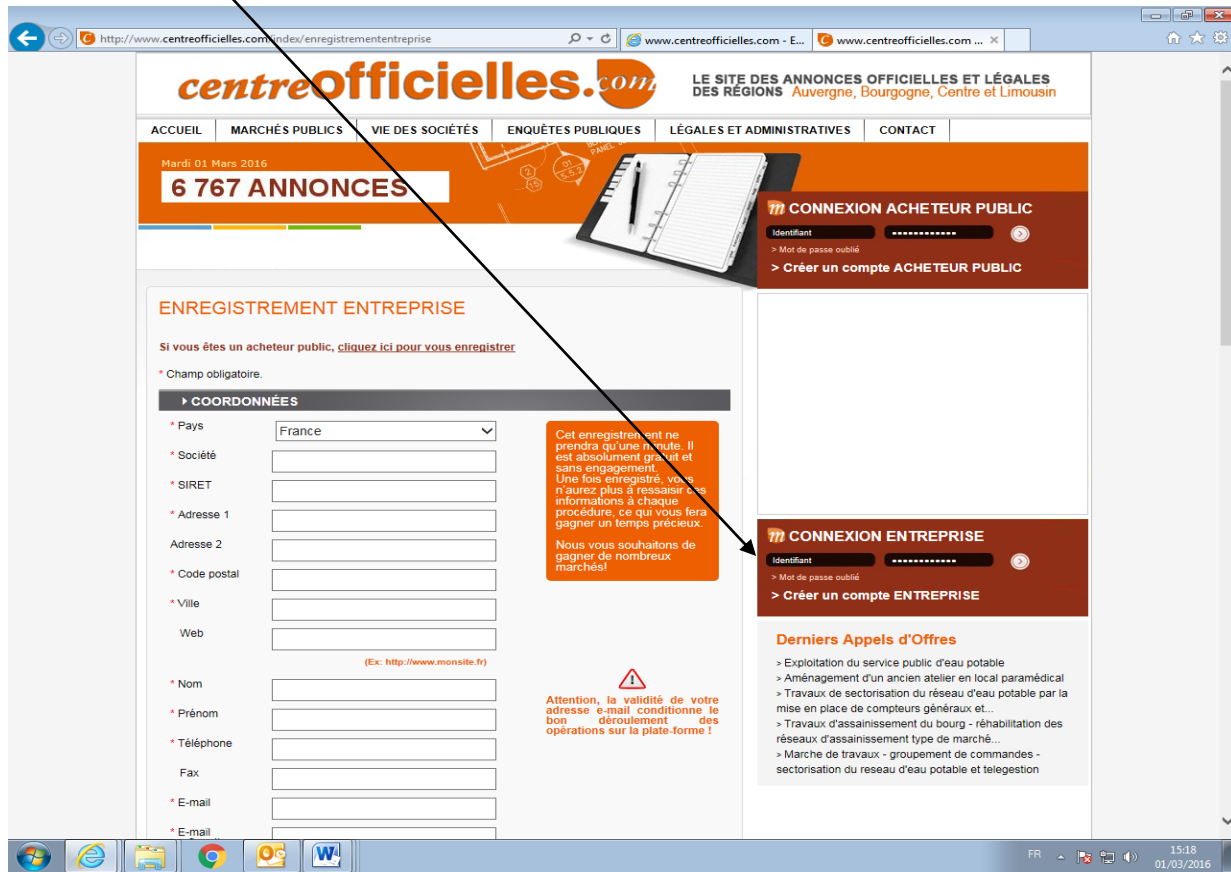 http://www.centreofficielles.com/index/enregistremententreprise
www.centreofficielles.com - E...
www.centreofficielles.com ...
centreofficielles.com
LE SITE DES ANNONCES OFFICIELLES ET LÉGALES
DES RÉGIONS Auvergne, Bourgogne, Centre et Limousin
ACCUEIL
MARCHÉS PUBLICS
VIE DES SOCIÉTÉS
ENQUÊTES PUBLIQUES
LÉGALES ET ADMINISTRATIVES
CONTACT
Mardi 01 Mars 2016
6 767 ANNONCES
CONNEXION ACHETEUR PUBLIC
Identifiant
> Mot de passe oublié
> Créer un compte ACHETEUR PUBLIC
ENREGISTREMENT ENTREPRISE
Si vous êtes un acheteur public, cliquez ici pour vous enregistrer
* Champ obligatoire.
COORDONNÉES
* Pays
France
* Société
* SIRET
* Adresse 1
Adresse 2
* Code postal
* Ville
Web
(Ex: http://www.monsite.fr)
* Nom
* Prénom
* Téléphone
Fax
* E-mail
* E-mail
Cet enregistrement ne
prendra qu'une minute. Il
est absolument gratuit et
sans engagement.
Une fois enregistré, vous
n'aurez plus à ressaisir ces
informations à chaque
procédure, ce qui vous fera
gagner un temps précieux.
Nous vous souhaitons de
gagner de nombreux
marchés!
Attention, la validité de votre
adresse e-mail conditionne le
bon déroulement des
opérations sur la plate-forme !
CONNEXION ENTREPRISE
Identifiant
> Mot de passe oublié
> Créer un compte ENTREPRISE
Derniers Appels d'Offres
> Exploitation du service public d'eau potable
> Aménagement d'un ancien atelier en local paramédical
> Travaux de sectorisation du réseau d'eau potable par la
mise en place de compteurs généraux et...
> Travaux d'assainissement du bourg - réhabilitation des
réseaux d'assainissement type de marché...
> Marche de travaux - groupement de commandes -
sectorisation du reseau d'eau potable et telegestion
FR
15:18
01/03/2016